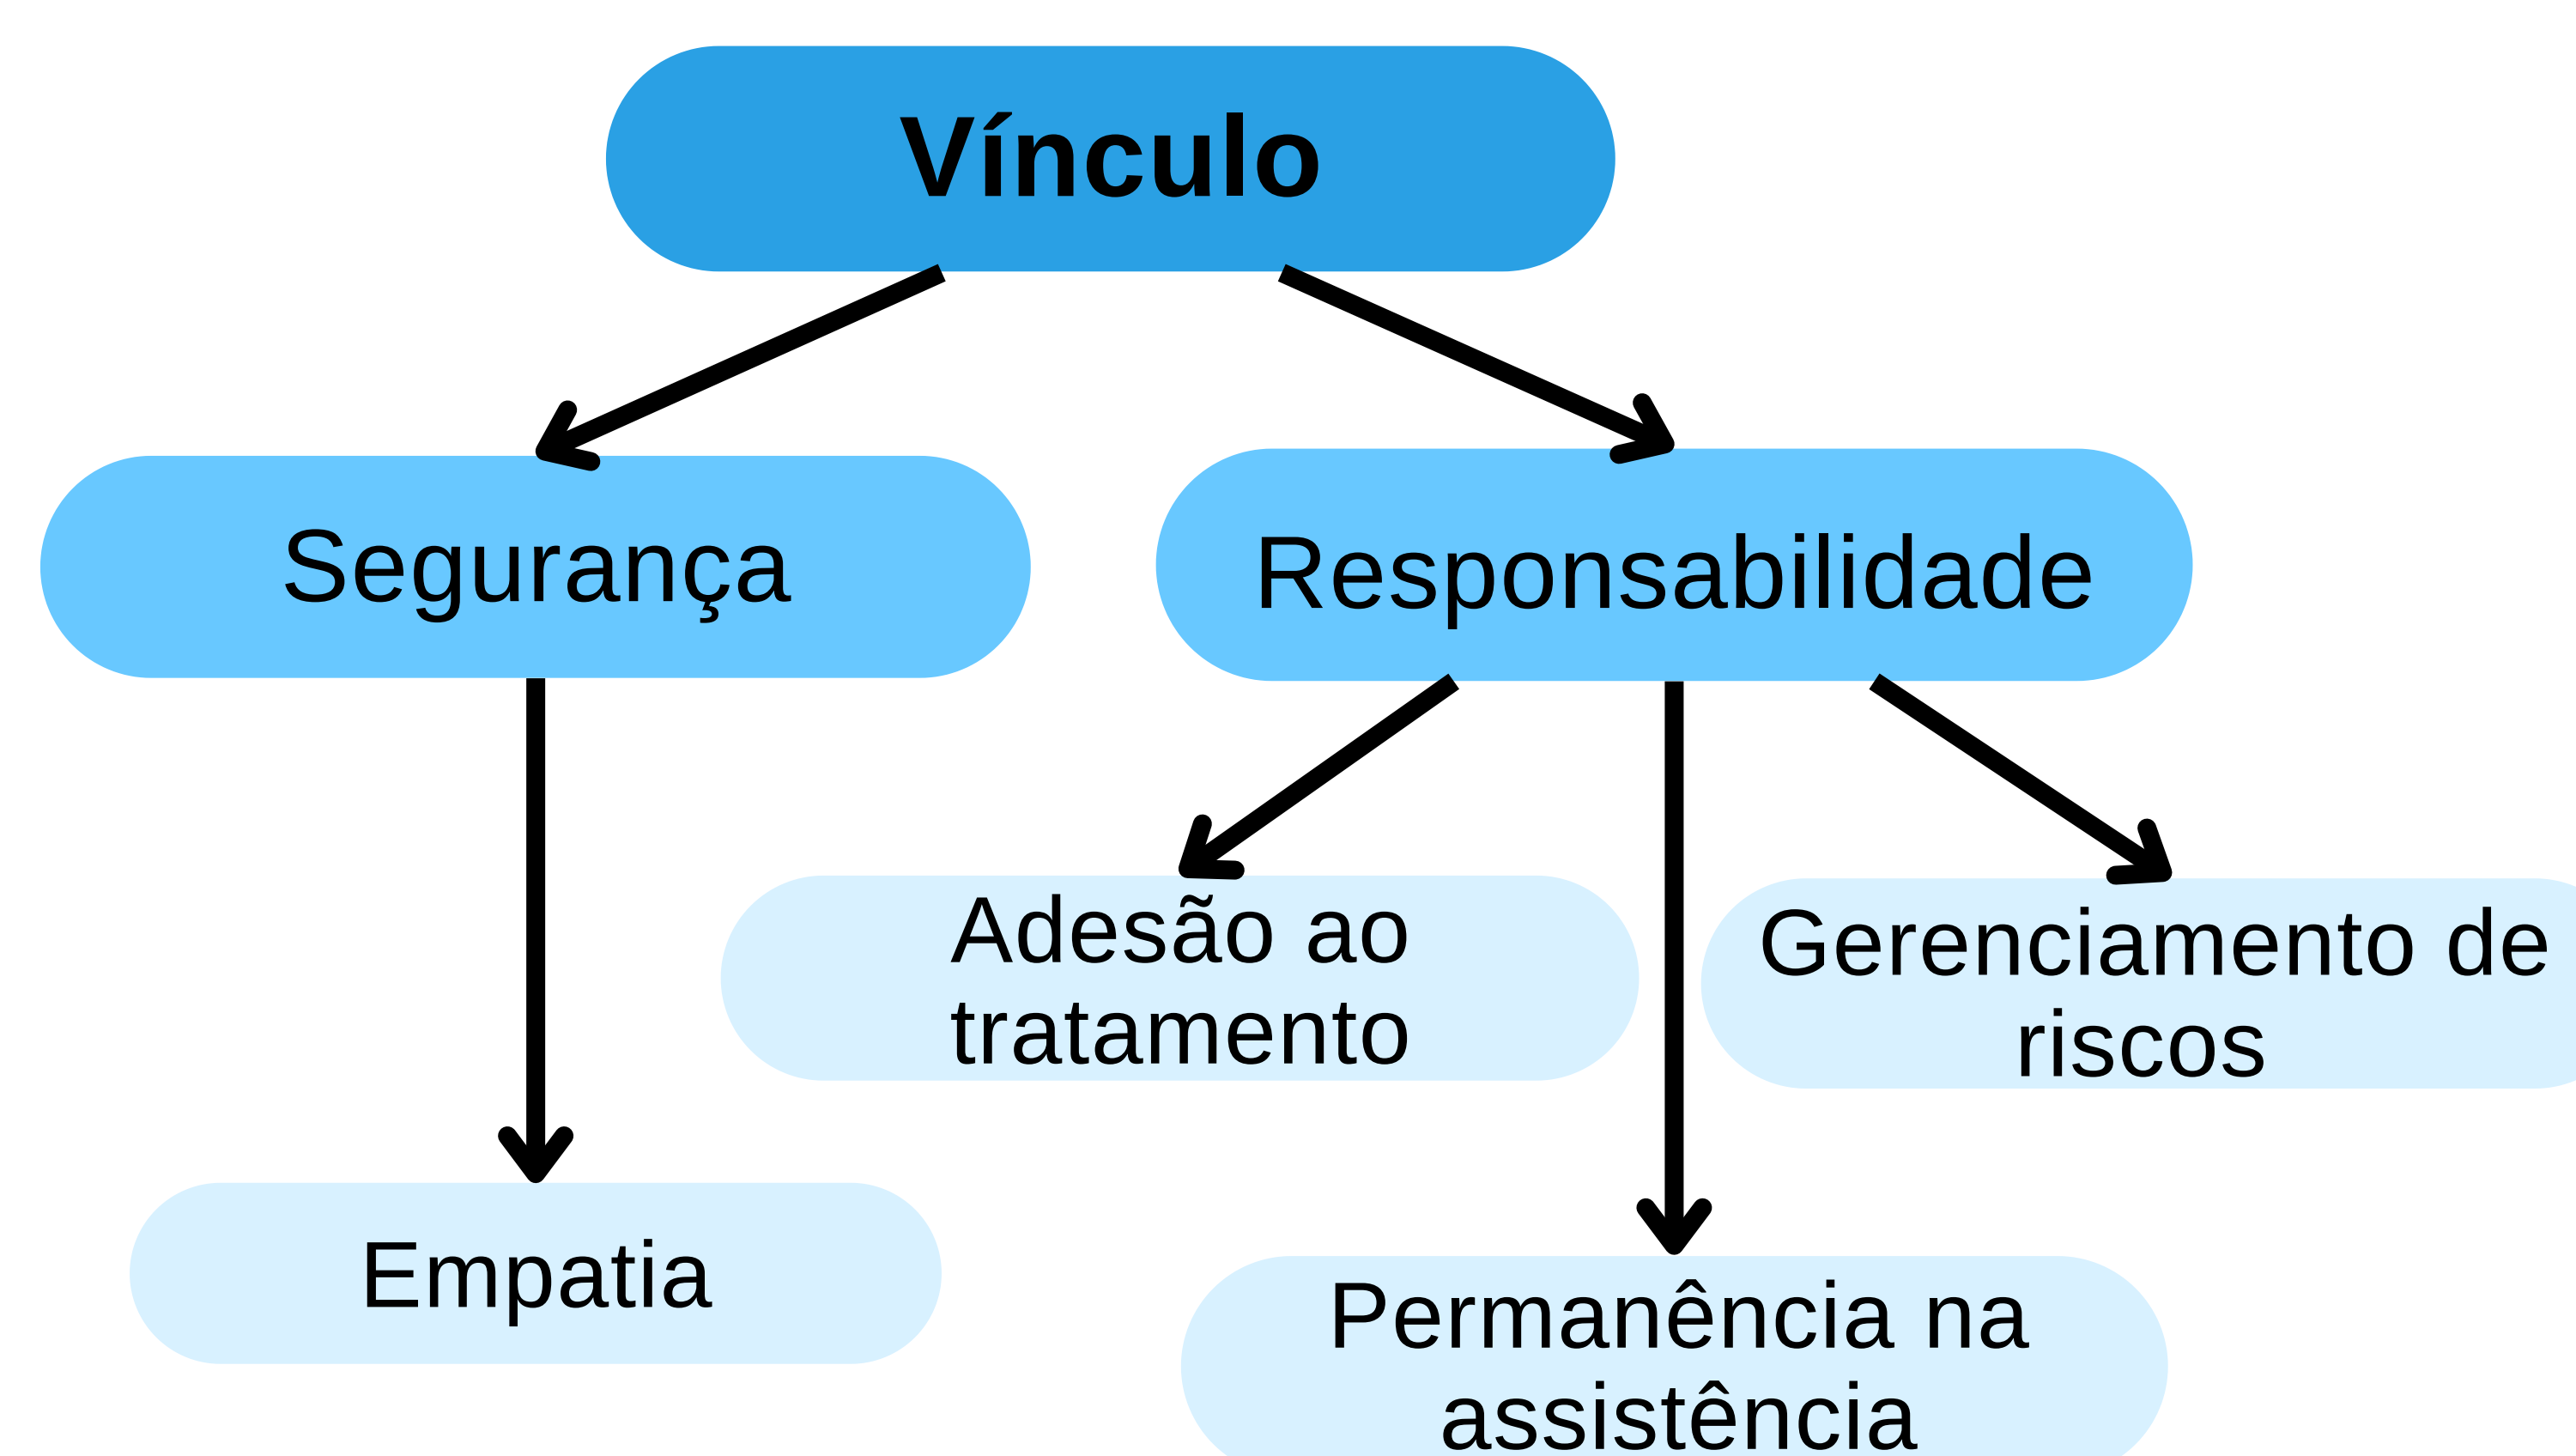 Vínculo
Segurança
Responsabilidade
Adesão ao
tratamento
Gerenciamento de
riscos
Empatia
Permanência na
assistência